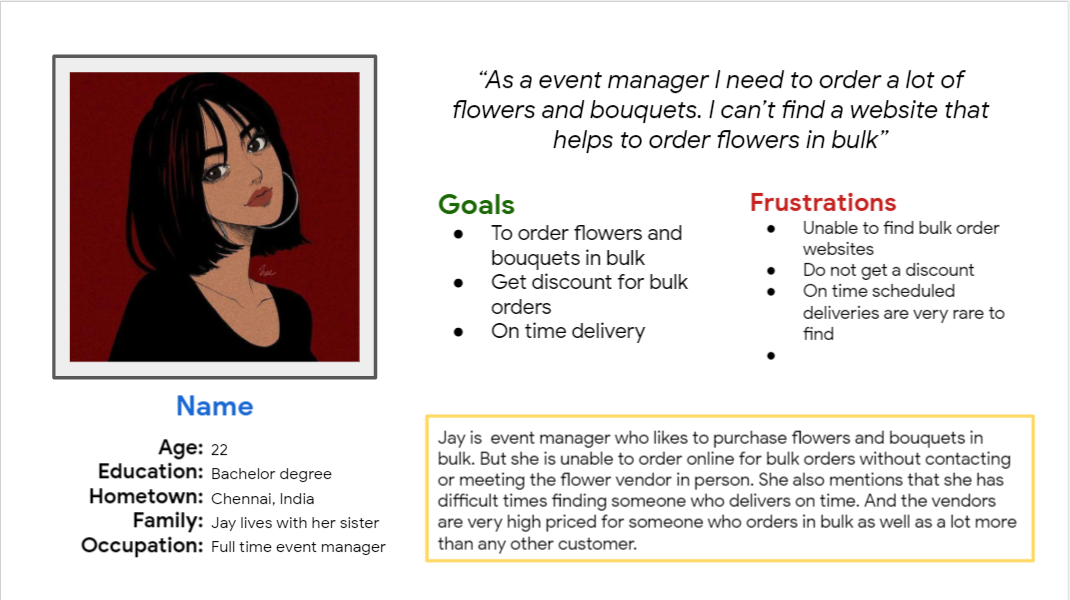 “As a event manager I need to order a lot of
flowers and bouquets. I can’t find a website that
helps to order flowers in bulk”
Goals
● To order flowers and
bouquets in bulk
● Get discount for bulk
orders
● On time delivery
Frustrations
● Unable to find bulk order
websites
● Do not get a discount
● On time scheduled
deliveries are very rare to
find
●
Name
Age: 22
Education: Bachelor degree
Hometown: Chennai, India
Family: Jay lives with her sister
Occupation: Full time event manager
Jay is  event manager who likes to purchase flowers and bouquets in
bulk. But she is unable to order online for bulk orders without contacting
or meeting the flower vendor in person. She also mentions that she has
difficult times finding someone who delivers on time. And the vendors
are very high priced for someone who orders in bulk as well as a lot more
than any other customer.